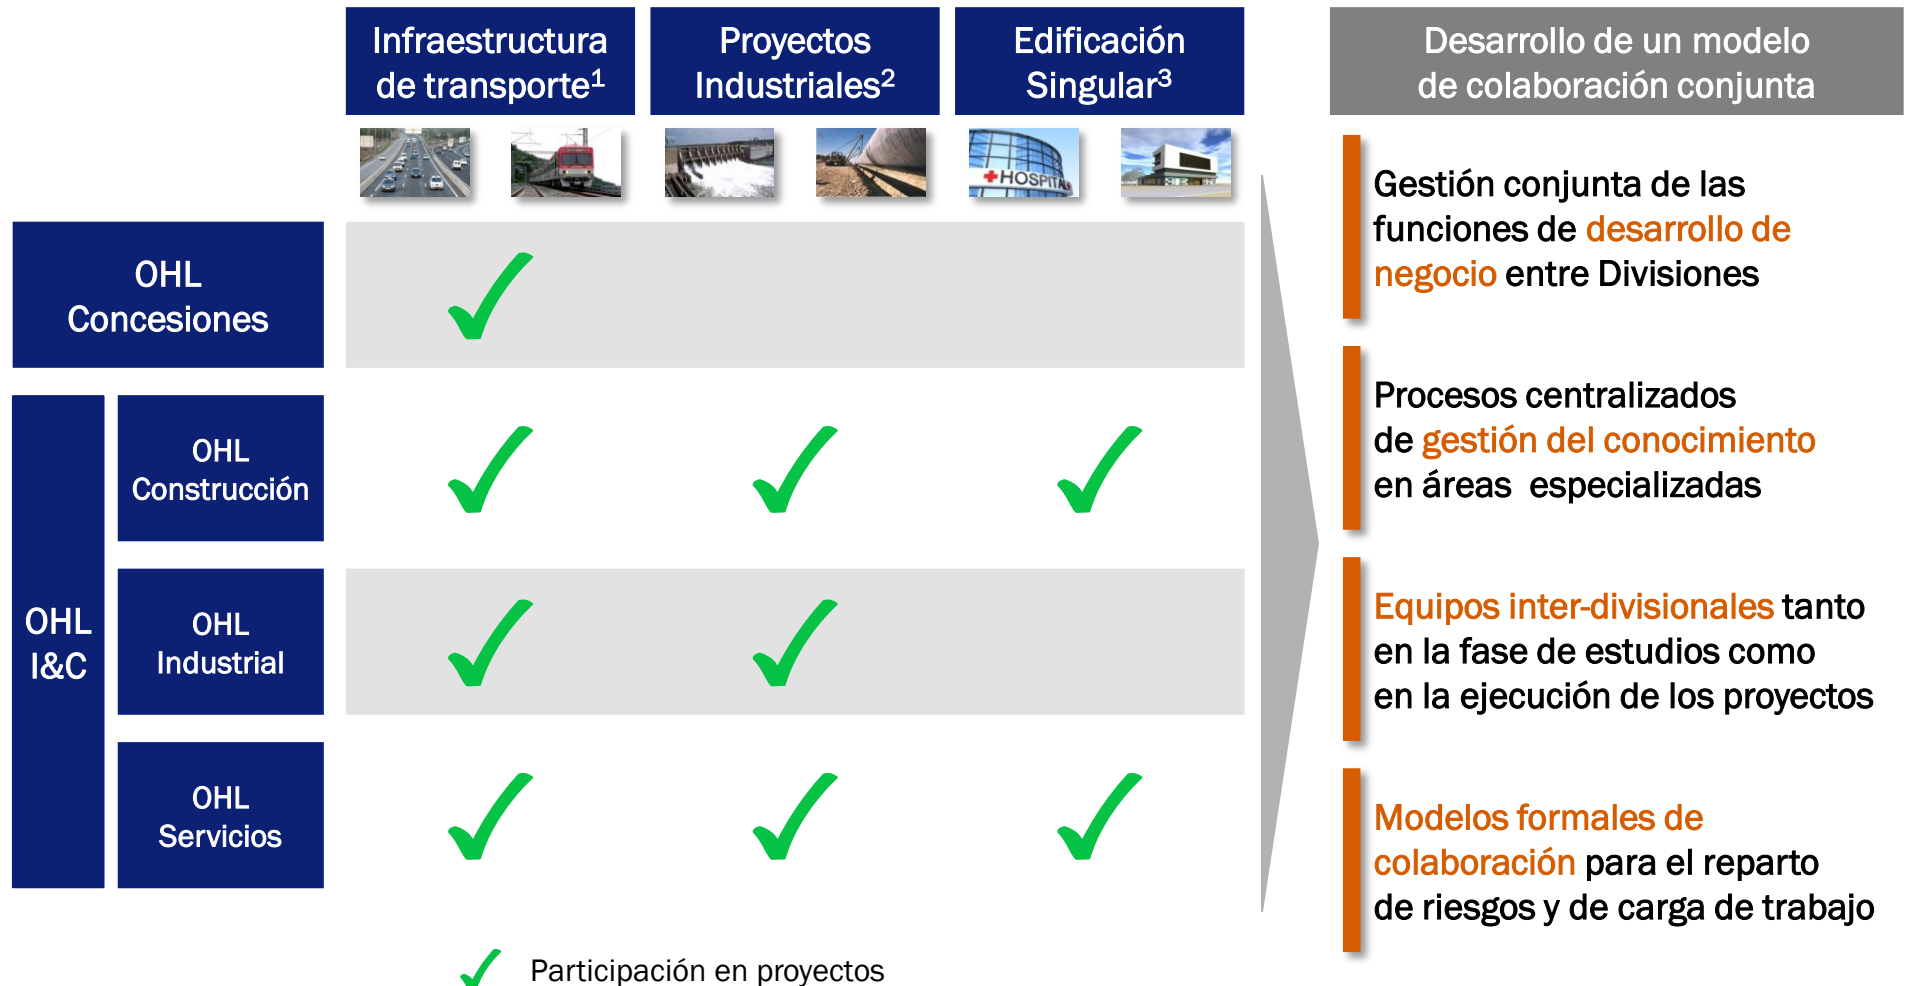 Infraestructura
de transporte¹
Proyectos
Industriales²
Edificación
Singular³
Desarrollo de un modelo
de colaboración conjunta
HOSPITAL
OHL
Concesiones
OHL
I&C
OHL
Construcción
OHL
Industrial
OHL
Servicios
Gestión conjunta de las
funciones de desarrollo de
negocio entre Divisiones
Procesos centralizados
de gestión del conocimiento
en áreas especializadas
Equipos inter-divisionales tanto
en la fase de estudios como
en la ejecución de los proyectos
Modelos formales de
colaboración para el reparto
de riesgos y de carga de trabajo
Participación en proyectos